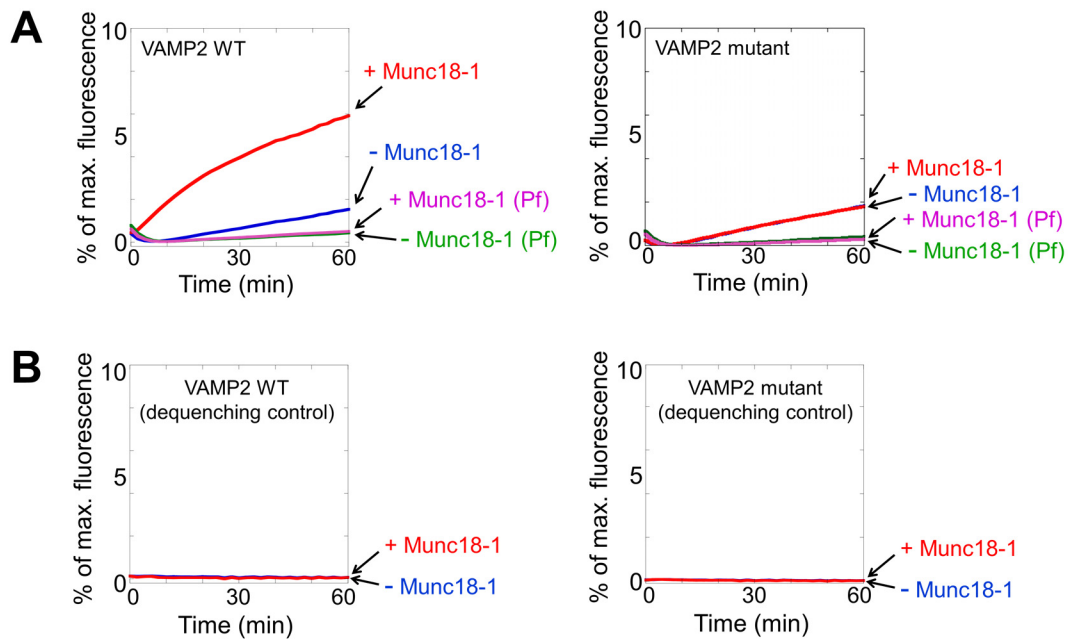 A
% of max. fluorescence
10
5
0
VAMP2 WT
+ Munc18-1
- Munc18-1
+ Munc18-1 (Pf)
- Munc18-1 (Pf)
0 30 60
Time (min)
% of max. fluorescence
10
5
0
VAMP2 mutant
+ Munc18-1
- Munc18-1
+ Munc18-1 (Pf)
- Munc18-1 (Pf)
0 30 60
Time (min)
B
% of max. fluorescence
10
5
0
VAMP2 WT
(dequenching control)
+ Munc18-1
- Munc18-1
0 30 60
Time (min)
% of max. fluorescence
10
5
0
VAMP2 mutant
(dequenching control)
+ Munc18-1
- Munc18-1
0 30 60
Time (min)